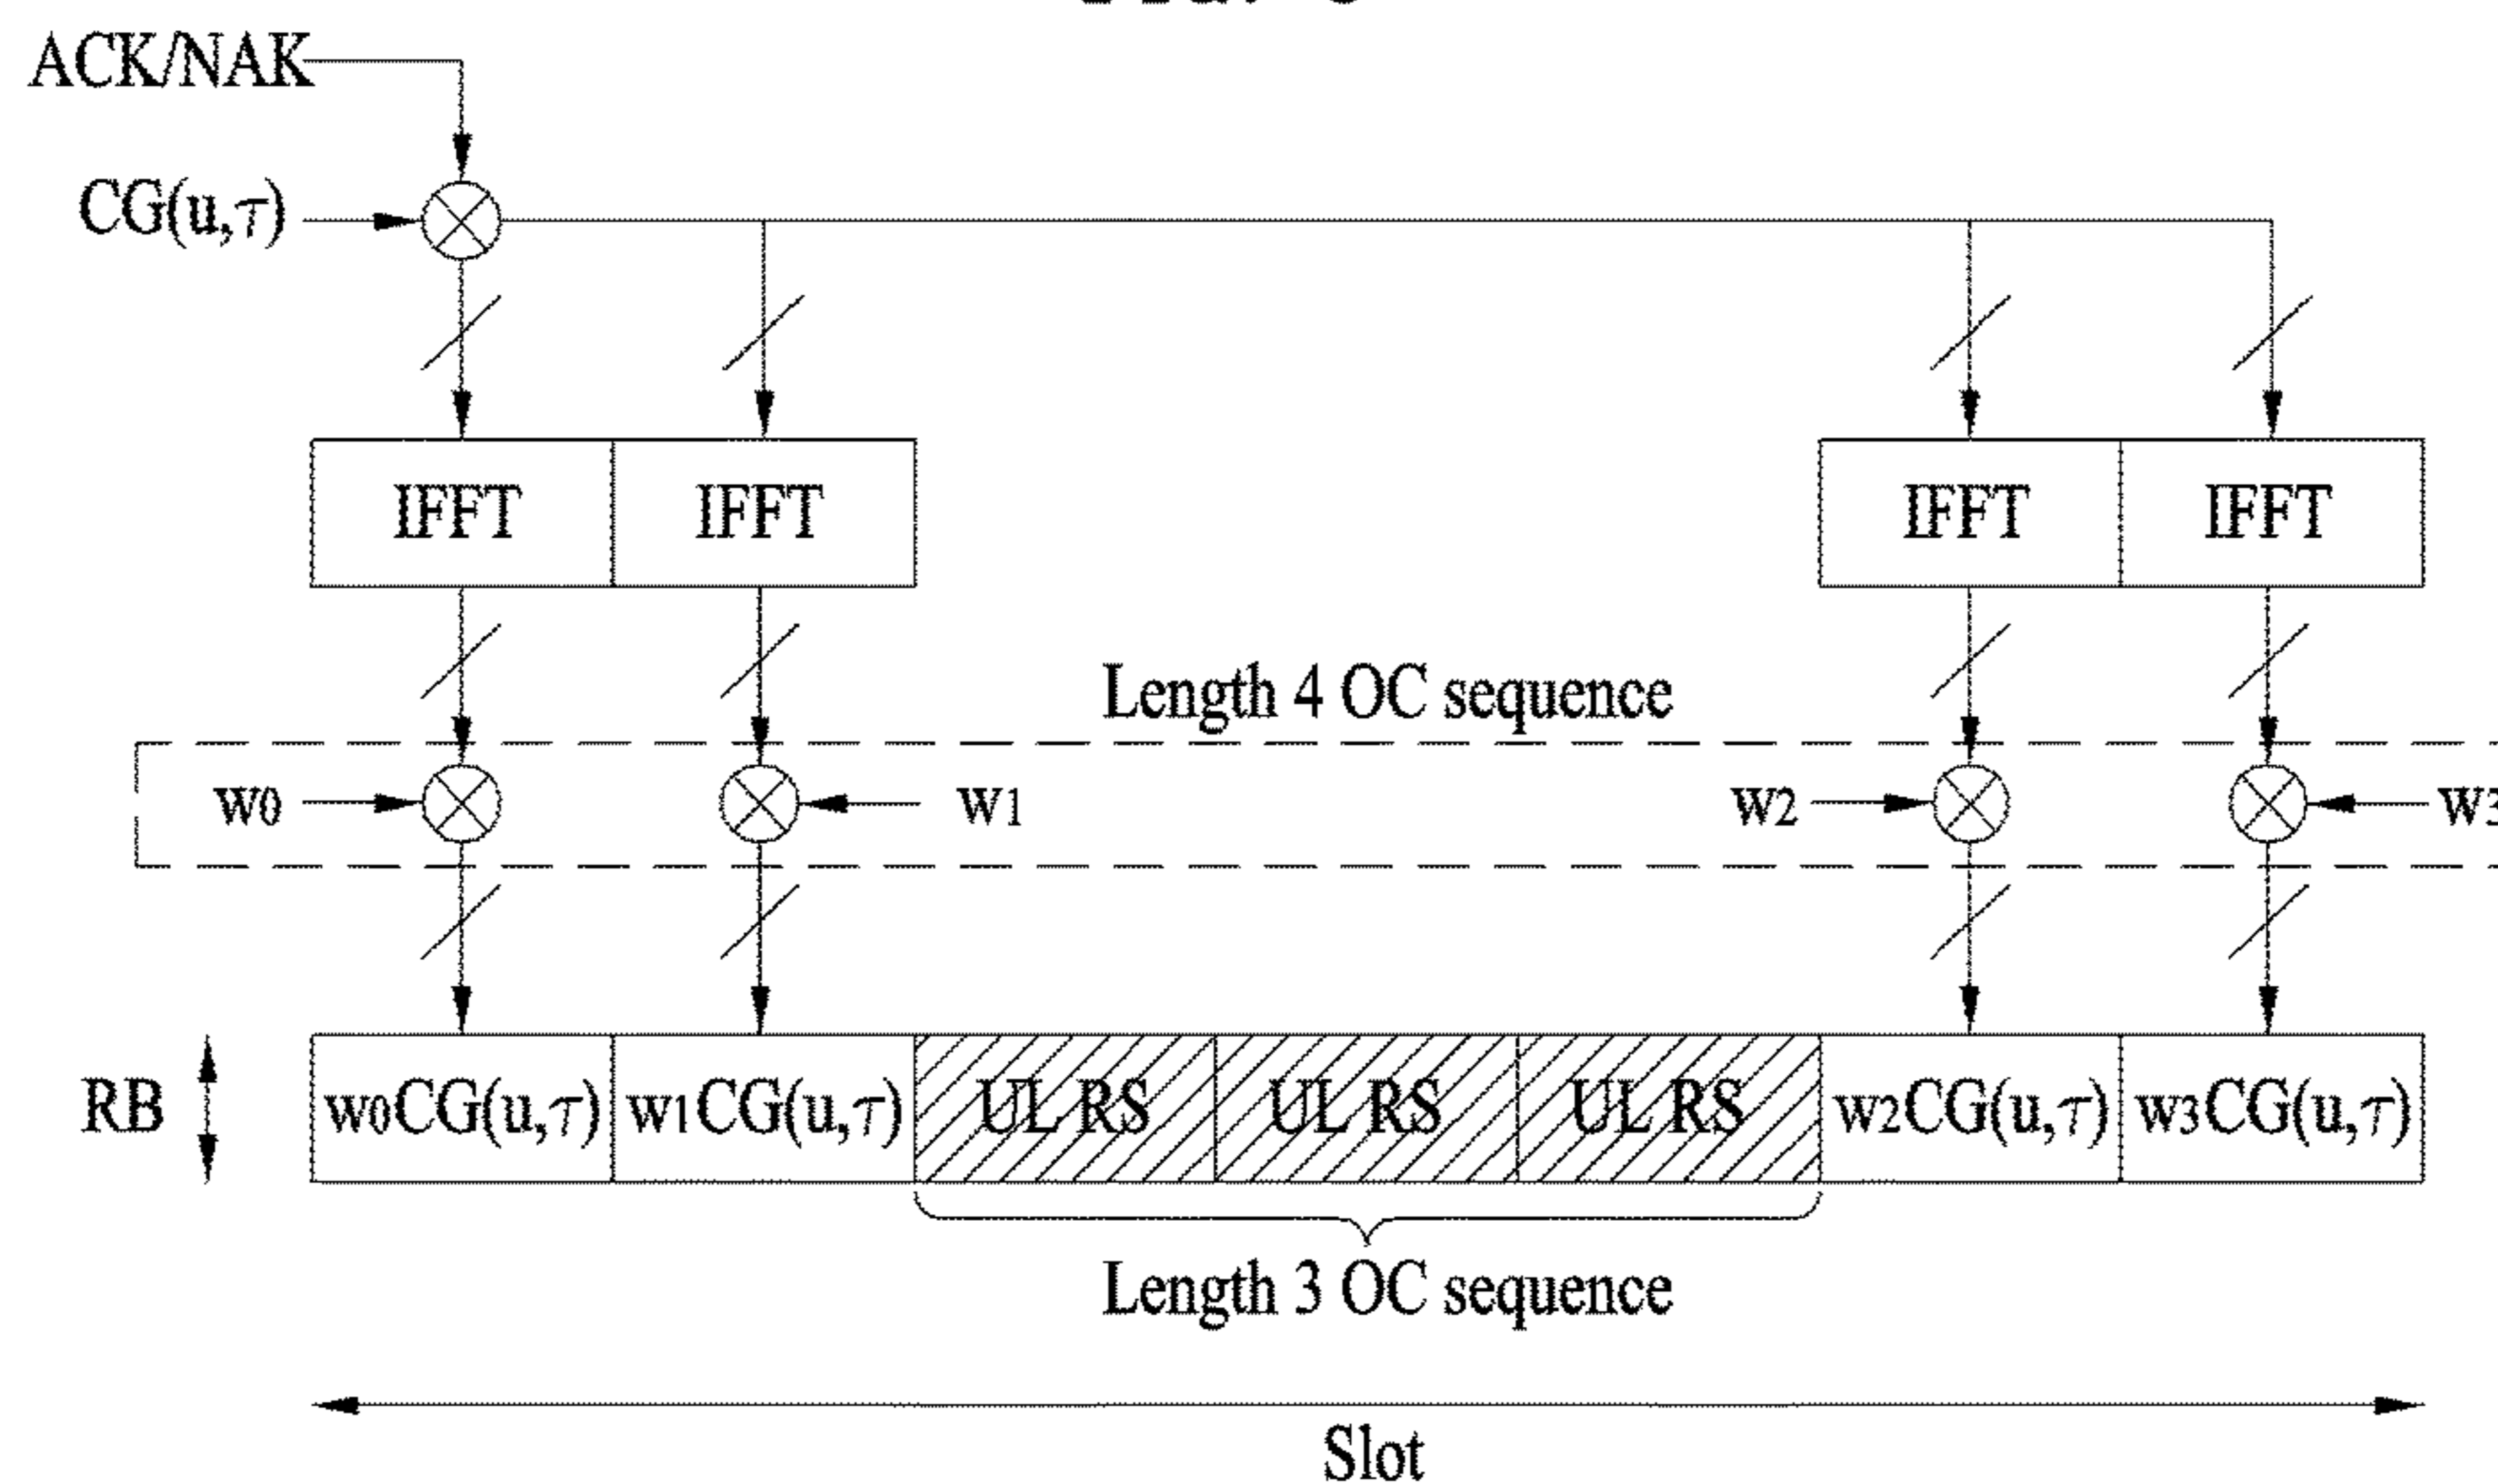 ACK/NAK
CG(u,τ)
IFFT IFFT IFFT IFFT
Length 4 OC sequence
w0 w1 w2 w3
RB w0CG(u,τ) w1CG(u,τ) UL RS UL RS UL RS w2CG(u,τ) w3CG(u,τ)
Length 3 OC sequence
Slot